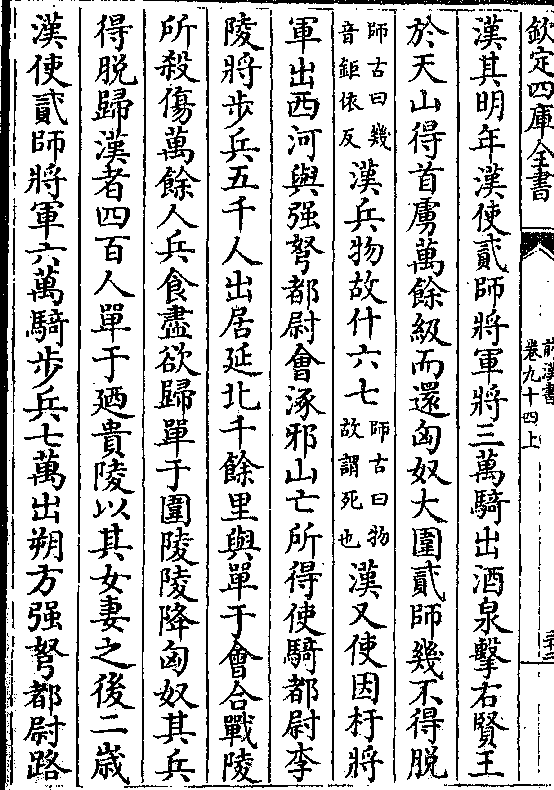 欽定四庫全書
前漢書
卷九十四上
漢其明年漢使貳師將軍將三萬騎出酒泉擊右賢王
於天山得首虜萬餘級而還匈奴大圍貳師幾不得脫
師古曰幾
音鉅依反
漢兵物故什六七
師古曰物
故謂死也
漢又使因杅將
軍出西河與强弩都尉會涿邪山亡所得使騎都尉李
陵將步兵五千人出居延北千餘里與單于會合戰陵
所殺傷萬餘人兵食盡欲歸單于圍陵陵降匈奴其兵
得脫歸漢者四百人單于廼貴陵以其女妻之後二歲
漢使貳師將軍六萬騎步兵七萬出朔方强弩都尉路